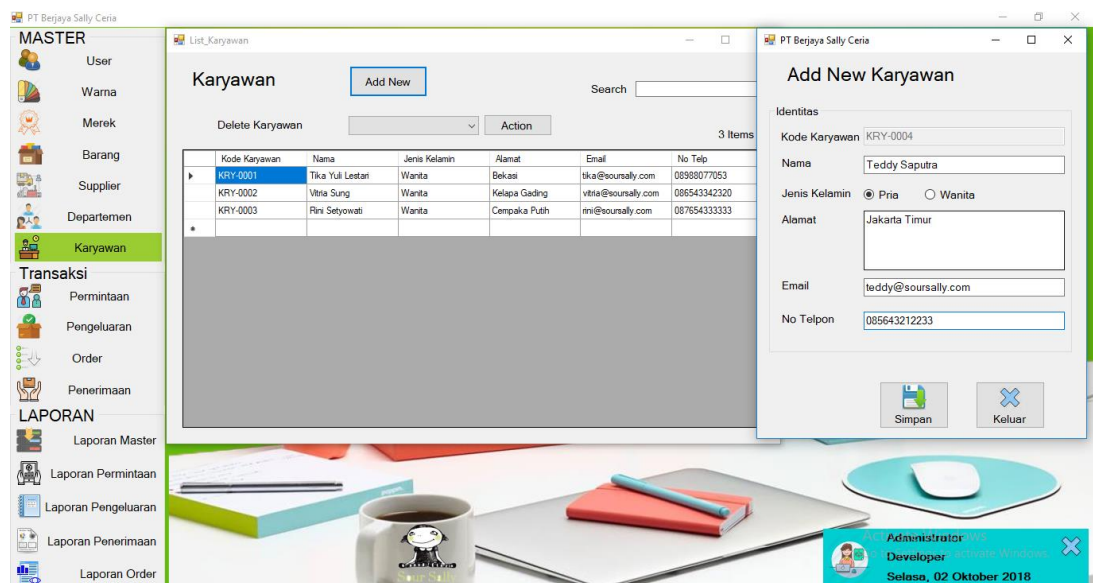 PT Berjaya Sally Ceria
MASTER
User
Warna
Merek
Barang
Supplier
Departemen
Karyawan
Transaksi
Permintaan
Pengeluaran
Order
Penerimaan
LAPORAN
Laporan Master
Laporan Permintaan
Laporan Pengeluaran
Laporan Penerimaan
Laporan Order
List_Karyawan
Karyawan
Add New
Search
Delete Karyawan
Action
3 Items
Kode Karyawan Nama Jenis Kelamin Alamat Email No Telp
KRY-0001 Tika Yuli Lestari Wanita Bekasi tika@soursally.com 08988077053
KRY-0002 Vitria Sung Wanita Kelapa Gading vitria@soursally.com 086543342320
KRY-0003 Rini Setyowati Wanita Cempaka Putih rini@soursally.com 087654333333
PT Berjaya Sally Ceria
Add New Karyawan
Identitas
Kode Karyawan KRY-0004
Nama Teddy Saputra
Jenis Kelamin Pria Wanita
Alamat Jakarta Timur
Email teddy@soursally.com
No Telpon 085643212233
Simpan Keluar
Sour Sally
Administrator
Developer
activate Windows.
Selasa, 02 Oktober 2018